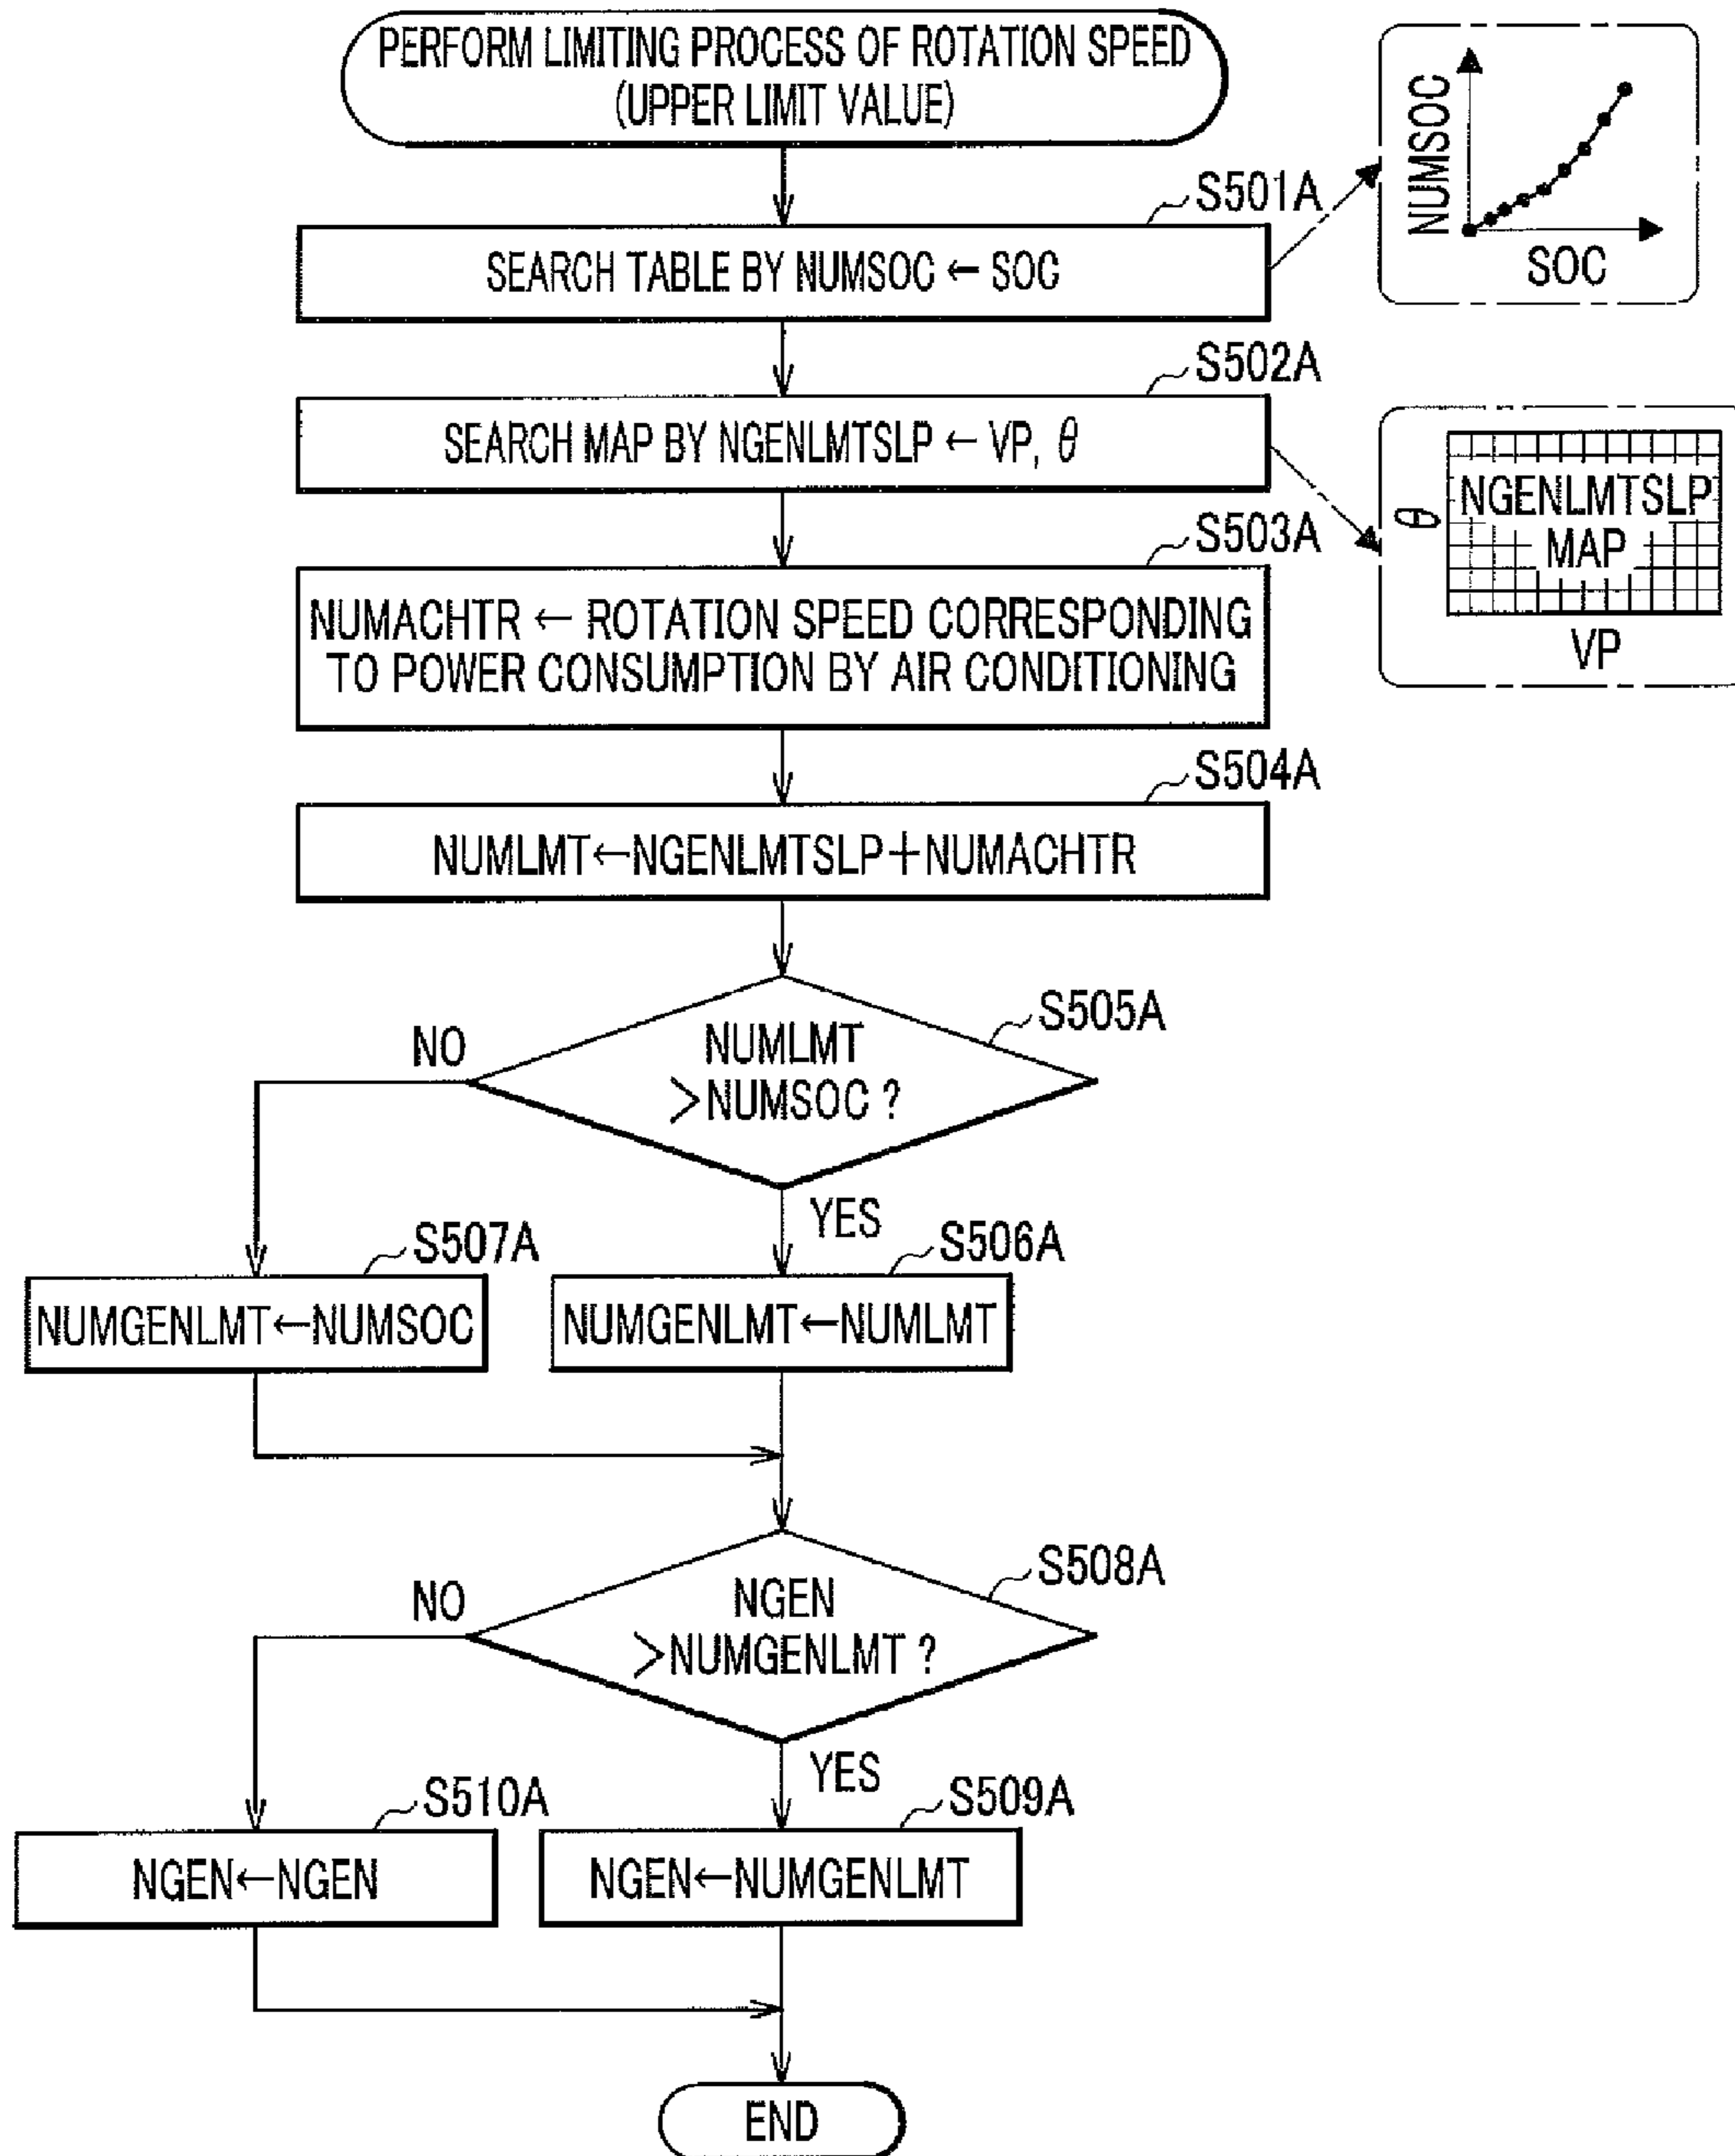 PERFORM LIMITING PROCESS OF ROTATION SPEED
(UPPER LIMIT VALUE)
S501A
SEARCH TABLE BY NUMSOC ← SOC
NUMSOC
SOC
S502A
SEARCH MAP BY NGENLMTSLP ← VP, θ
θ
NGENLMTSLP
MAP
VP
S503A
NUMACHTR ← ROTATION SPEED CORRESPONDING
TO POWER CONSUMPTION BY AIR CONDITIONING
S504A
NUMLMT←NGENLMTSLP+NUMACHTR
S505A
NUMLMT
>NUMSOC ?
NO
YES
S507A
NUMGENLMT←NUMSOC
S506A
NUMGENLMT←NUMLMT
S508A
NGEN
>NUMGENLMT ?
NO
YES
S510A
NGEN←NGEN
S509A
NGEN←NUMGENLMT
END